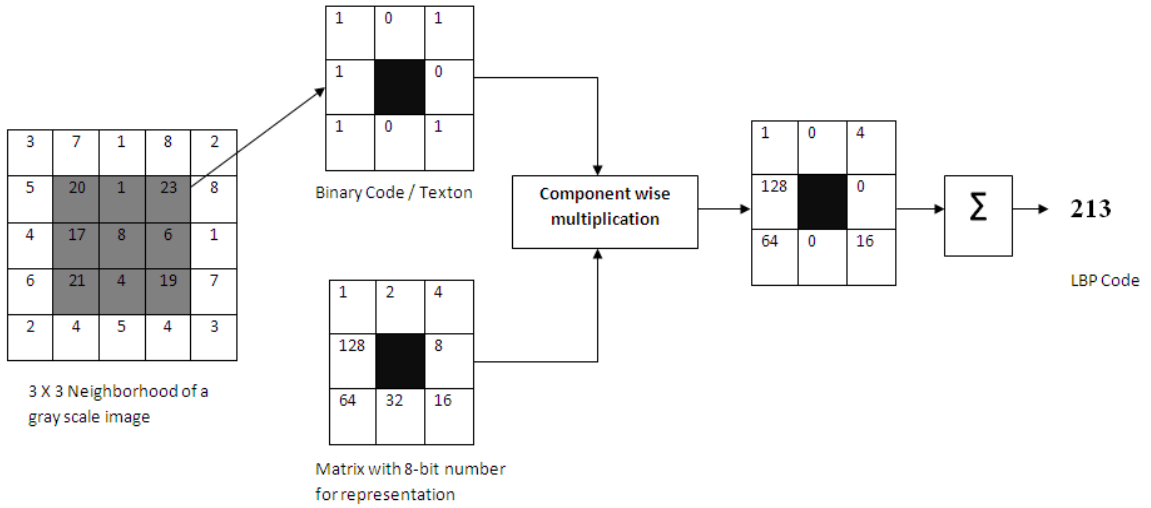 1 0 1
1 0
1 0 1
Binary Code / Texton
3 7 1 8 2
5 20 1 23 8
4 17 8 6 1
6 21 4 19 7
2 4 5 4 3
3 X 3 Neighborhood of a
gray scale image
1 2 4
128 8
64 32 16
Matrix with 8-bit number
for representation
Component wise
multiplication
1 0 4
128 0
64 0 16
Σ
213
LBP Code